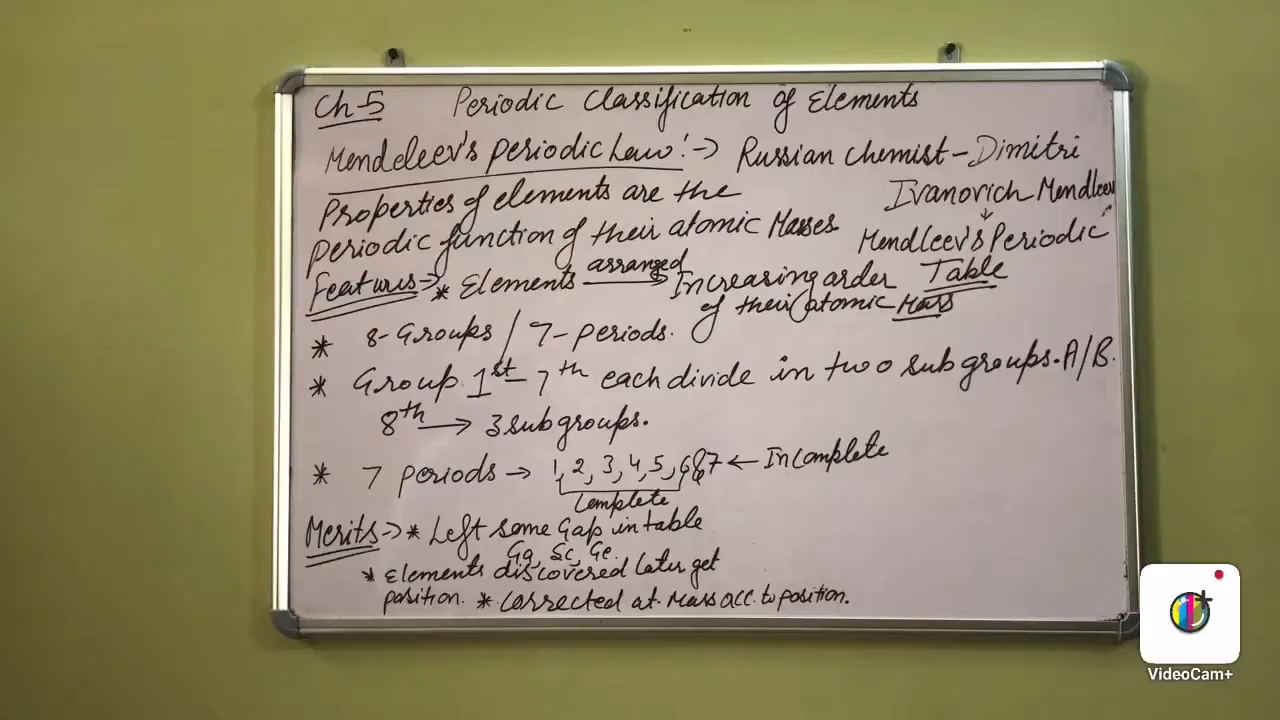 Ch-5 Periodic Classification of Elements
Mendeleev's Periodic Law :-> Russian Chemist - Dimitri
Ivanovich Mendleev
Properties of elements are the
periodic function of their atomic Masses
Mendleev's Periodic
Table
Features-> * Elements arranged Increasing order
of their atomic Mass
* 8-Groups / 7-periods.
* Group 1st - 7th each divide in two subgroups. A/B.
8th -> 3 subgroups.
* 7 periods -> 1, 2, 3, 4, 5, 6 & 7 <- Incomplete
Complete
Merits-> * Left some Gap in table
Ga, Sc, Ge.
* Elements discovered later get
position. * Corrected at. Mass acc. to position.
VideoCam+